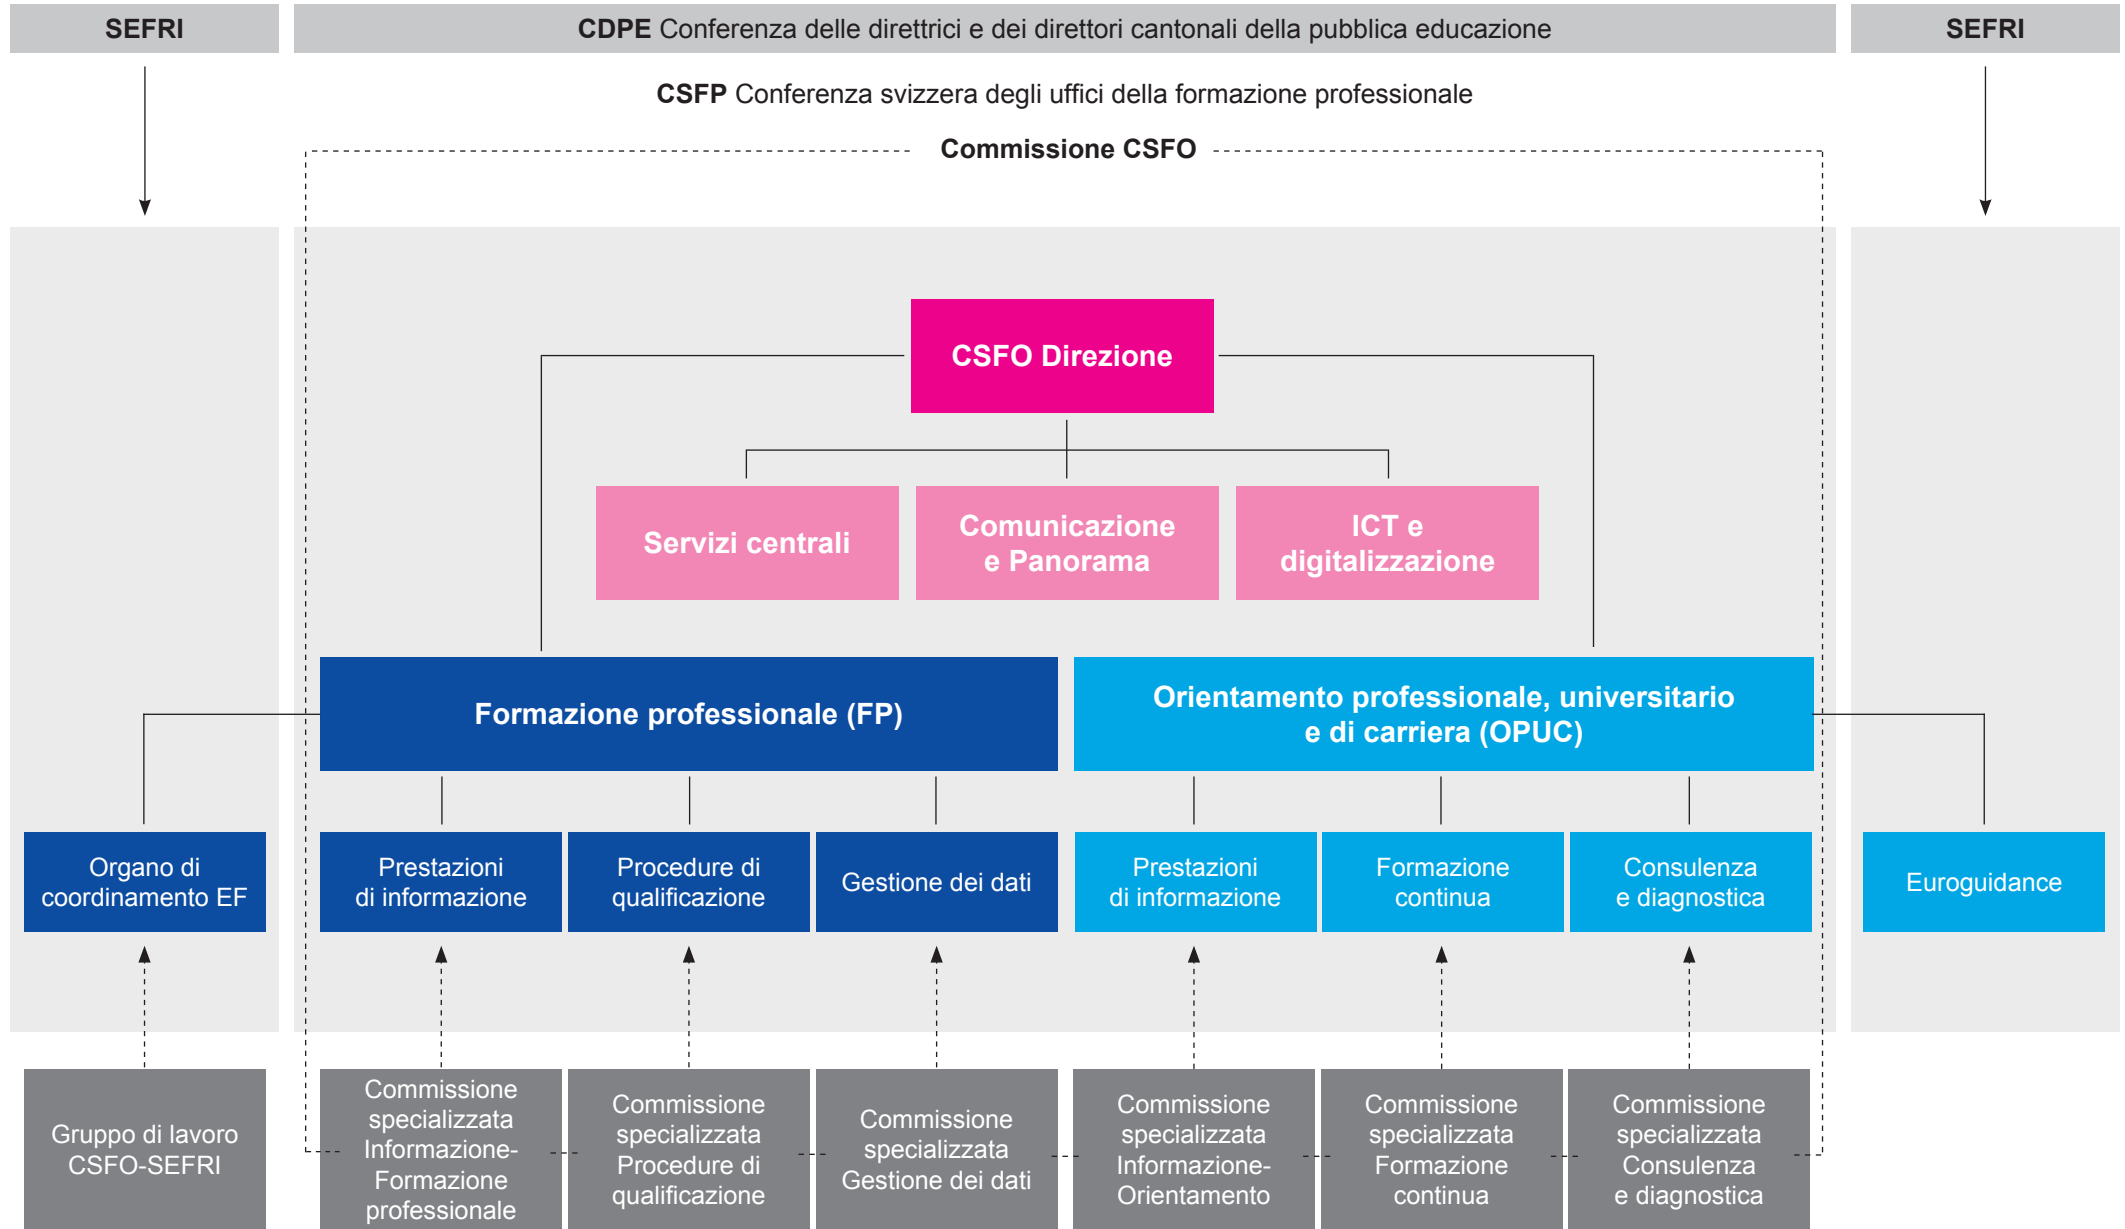 SEFRI
CDPE Conferenza delle direttrici e dei direttori cantonali della pubblica educazione
SEFRI
CSFP Conferenza svizzera degli uffici della formazione professionale
Commissione CSFO
CSFO Direzione
Servizi centrali
Comunicazione
e Panorama
ICT e
digitalizzazione
Formazione professionale (FP)
Orientamento professionale, universitario
e di carriera (OPUC)
Organo di
coordinamento EF
Prestazioni
di informazione
Procedure di
qualificazione
Gestione dei dati
Prestazioni
di informazione
Formazione
continua
Consulenza
e diagnostica
Euroguidance
Gruppo di lavoro
CSFO-SEFRI
Commissione
specializzata
Informazione-
Formazione
professionale
Commissione
specializzata
Procedure di
qualificazione
Commissione
specializzata
Gestione dei dati
Commissione
specializzata
Informazione-
Orientamento
Commissione
specializzata
Formazione
continua
Commissione
specializzata
Consulenza
e diagnostica